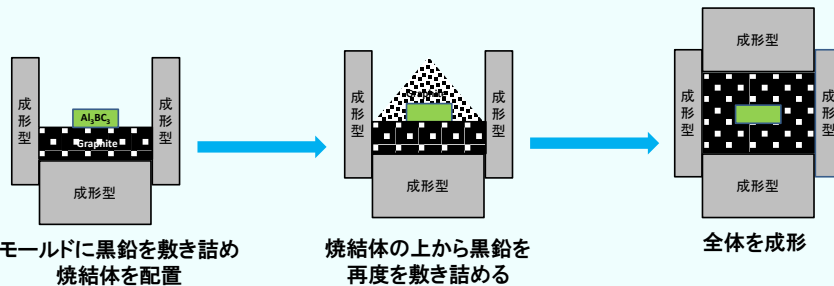 成形型
成形型
Al₃BC₃
Graphite
成形型
モールドに黒鉛を敷き詰め
焼結体を配置
成形型
成形型
Graphite
成形型
焼結体の上から黒鉛を
再度を敷き詰める
成形型
成形型
成形型
成形型
全体を成形